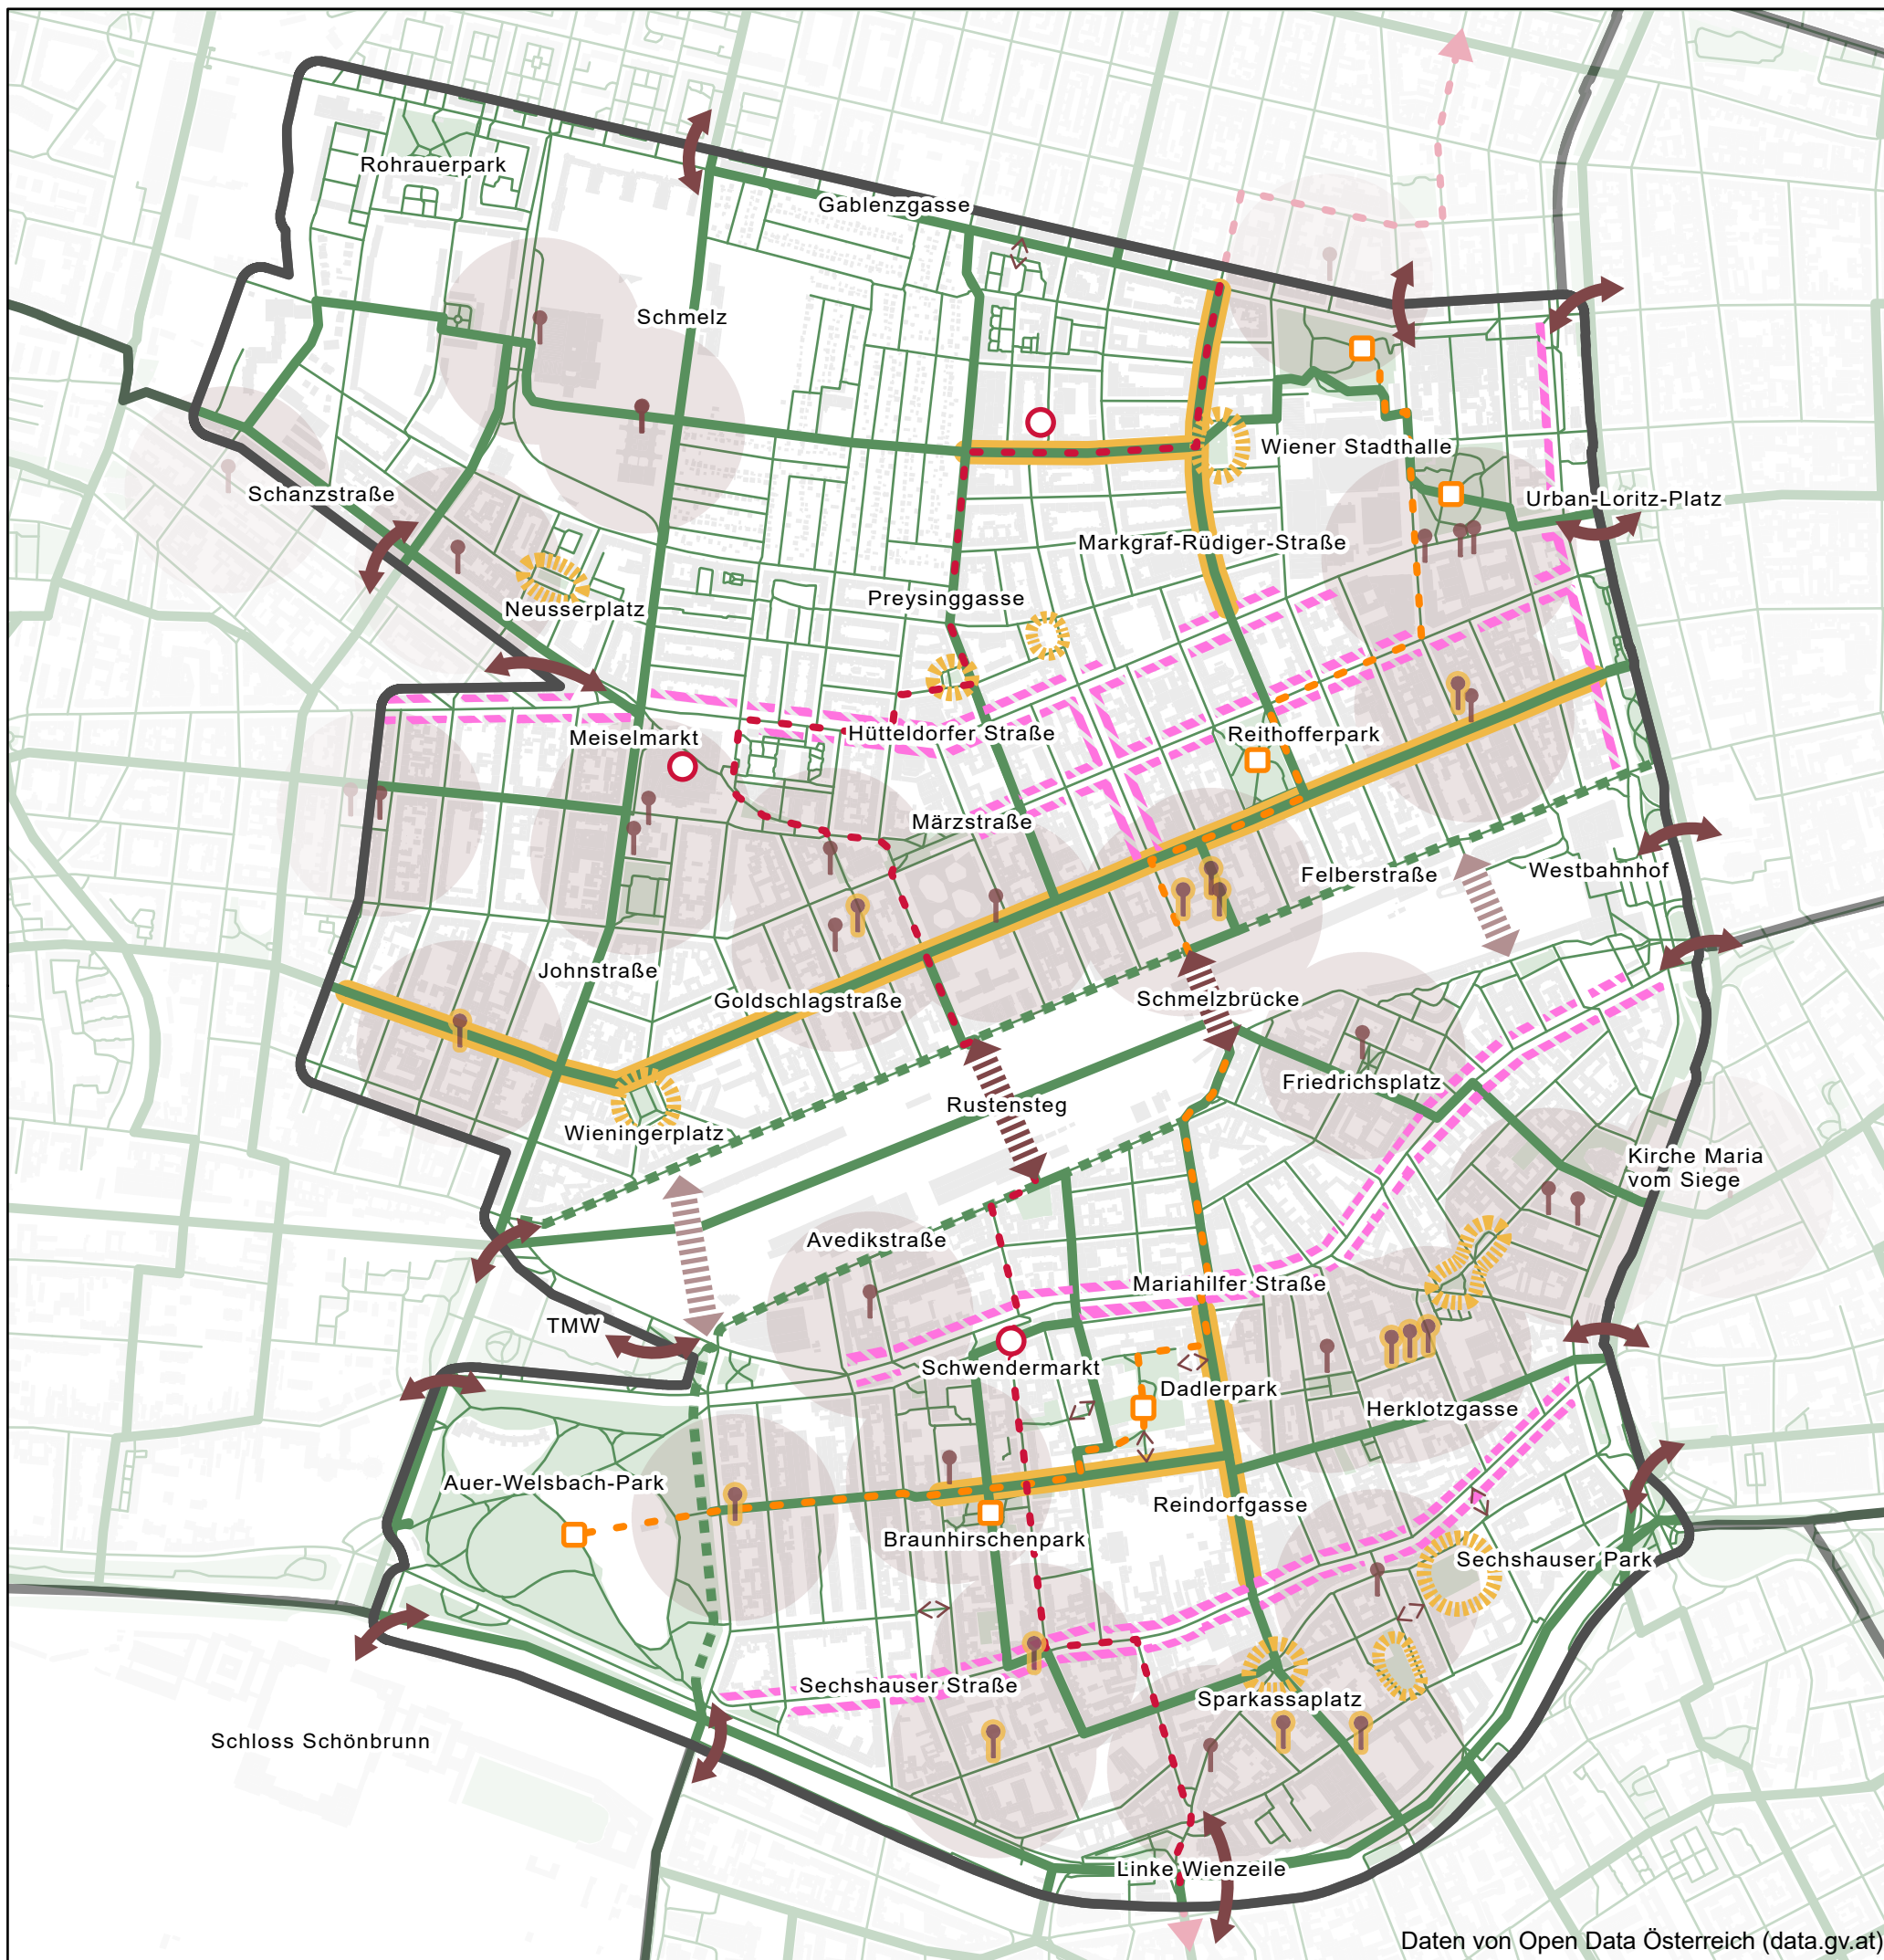 Rohrauerpark
Gablenzgasse
Schmelz
Wiener Stadthalle
Schanzstraße
Urban-Loritz-Platz
Markgraf-Rüdiger-Straße
Preysinggasse
Neusserplatz
Meiselmarkt
Hütteldorfer Straße
Reithofferpark
Märzstraße
Felberstraße
Westbahnhof
Johnstraße
Goldschlagstraße
Schmelzbrücke
Friedrichsplatz
Rustensteg
Wieningerplatz
Kirche Maria
vom Siege
Avedikstraße
Mariahilfer Straße
TMW
Schwendermarkt
Dadlerpark
Herklotzgasse
Auer-Welsbach-Park
Reindorfgasse
Braunhirschenpark
Sechshauser Park
Sechshauser Straße
Sparkassaplatz
Schloss Schönbrunn
Linke Wienzeile
Daten von Open Data Österreich (data.gv.at)